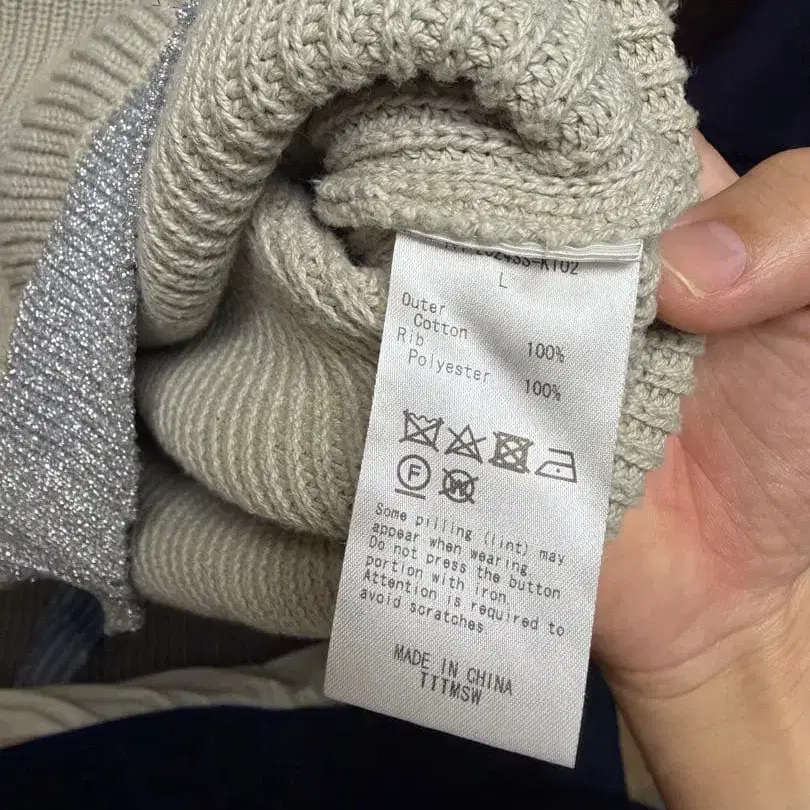 L
Outer
Cotton 100%
Rib
Polyester 100%
F
W
Some pilling (lint) may
appear when wearing.
Do not press the button
portion with iron.
Attention is required to
avoid scratches.
MADE IN CHINA
TTTMSW